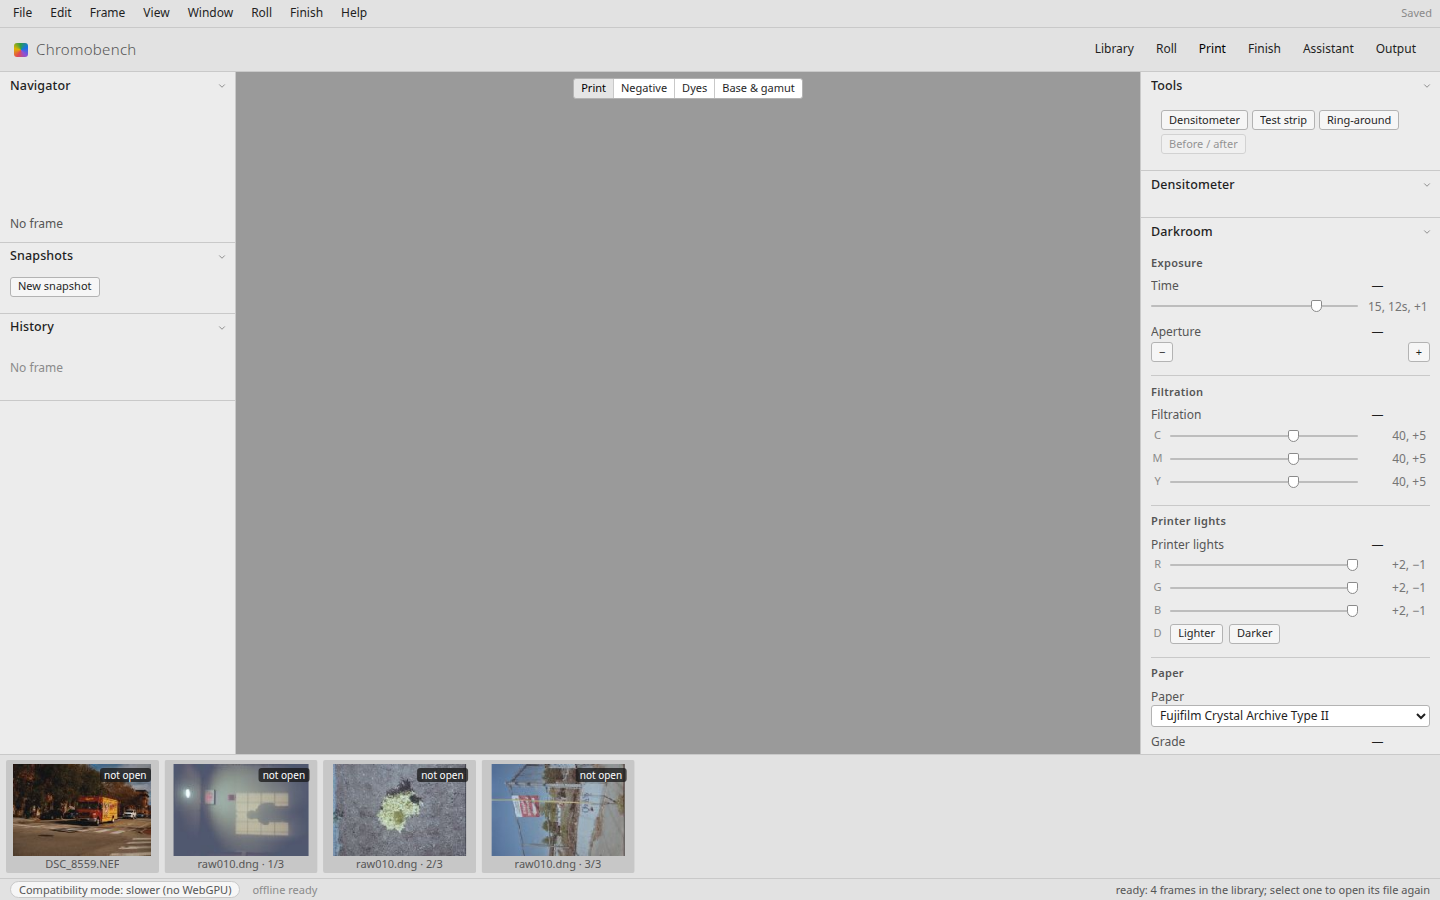 File Edit Frame View Window Roll Finish Help Saved
Chromobench Library Roll Print Finish Assistant Output
Navigator
No frame
Snapshots
New snapshot
History
No frame
Print Negative Dyes Base & gamut
Tools
Densitometer Test strip Ring-around
Before / after
Densitometer
Darkroom
Exposure
Time —
15, 12s, +1
Aperture —
− +
Filtration
Filtration —
C 40, +5
M 40, +5
Y 40, +5
Printer lights
Printer lights —
R +2, −1
G +2, −1
B +2, −1
D Lighter Darker
Paper
Paper
Fujifilm Crystal Archive Type II
Grade —
not open not open not open not open
DSC_8559.NEF raw010.dng · 1/3 raw010.dng · 2/3 raw010.dng · 3/3
Compatibility mode: slower (no WebGPU) offline ready ready: 4 frames in the library; select one to open its file again